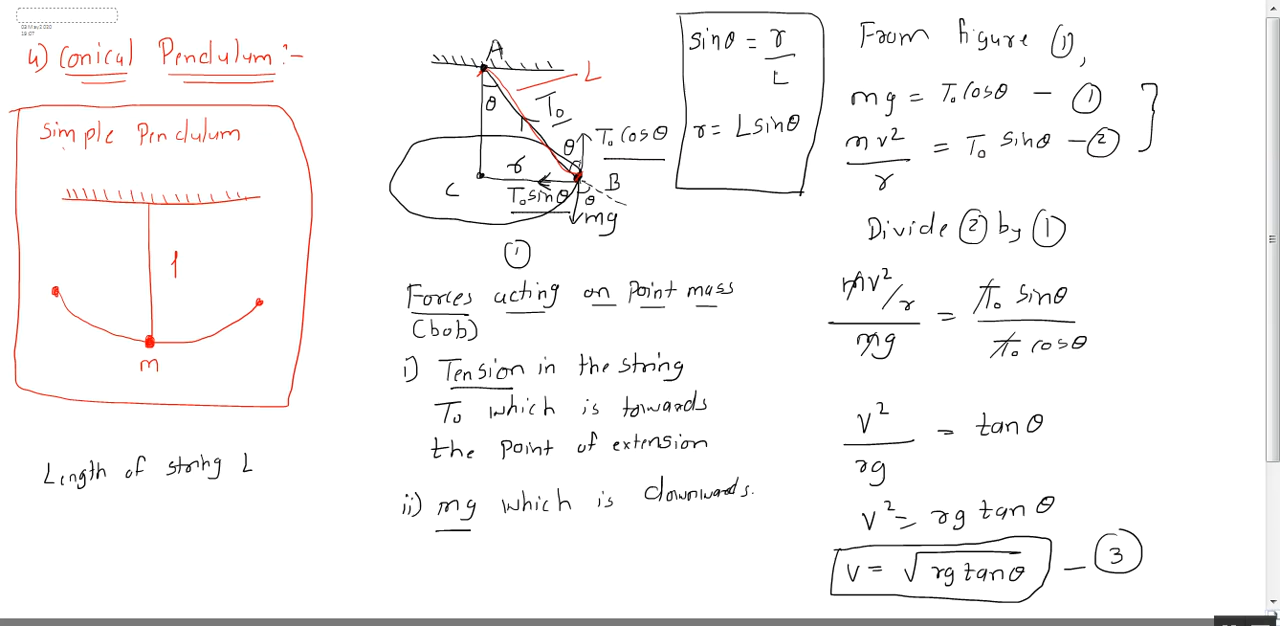 4) Conical Pendulum :-
Simple Pendulum
l
m
Length of string L
A
θ
L
T₀
θ
T₀ cosθ
r
B
C
T₀ sinθ
θ
mg
①
Forces acting on point mass
(bob)
i) Tension in the string
T₀ which is towards
the point of extension
ii) mg which is downwards.
sinθ = r/L
r = L sinθ
From figure ①,
mg = T₀ cosθ - ①
mv²/r = T₀ sinθ - ②
Divide ② by ①
mv²/r / mg = T₀ sinθ / T₀ cosθ
v²/rg = tanθ
v² = rg tanθ
v = √rg tanθ - ③